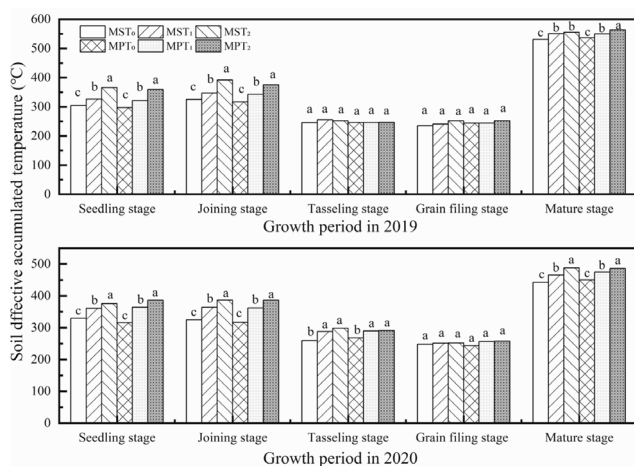 Soil dffective accumulated temperature (°C)
600
500
400
300
200
100
0
MST₀ MST₁ MST₂
MPT₀ MPT₁ MPT₂
c b a c b a c b a c b a a a a a a a a a a a a a c b a c b a
Seedling stage Joining stage Tasseling stage Grain filing stage Mature stage
Growth period in 2019
500
400
300
200
100
0
c b a c b a c b a c b a b a a b a a a a a a a a c b a c b a
Seedling stage Joining stage Tasseling stage Grain filing stage Mature stage
Growth period in 2020